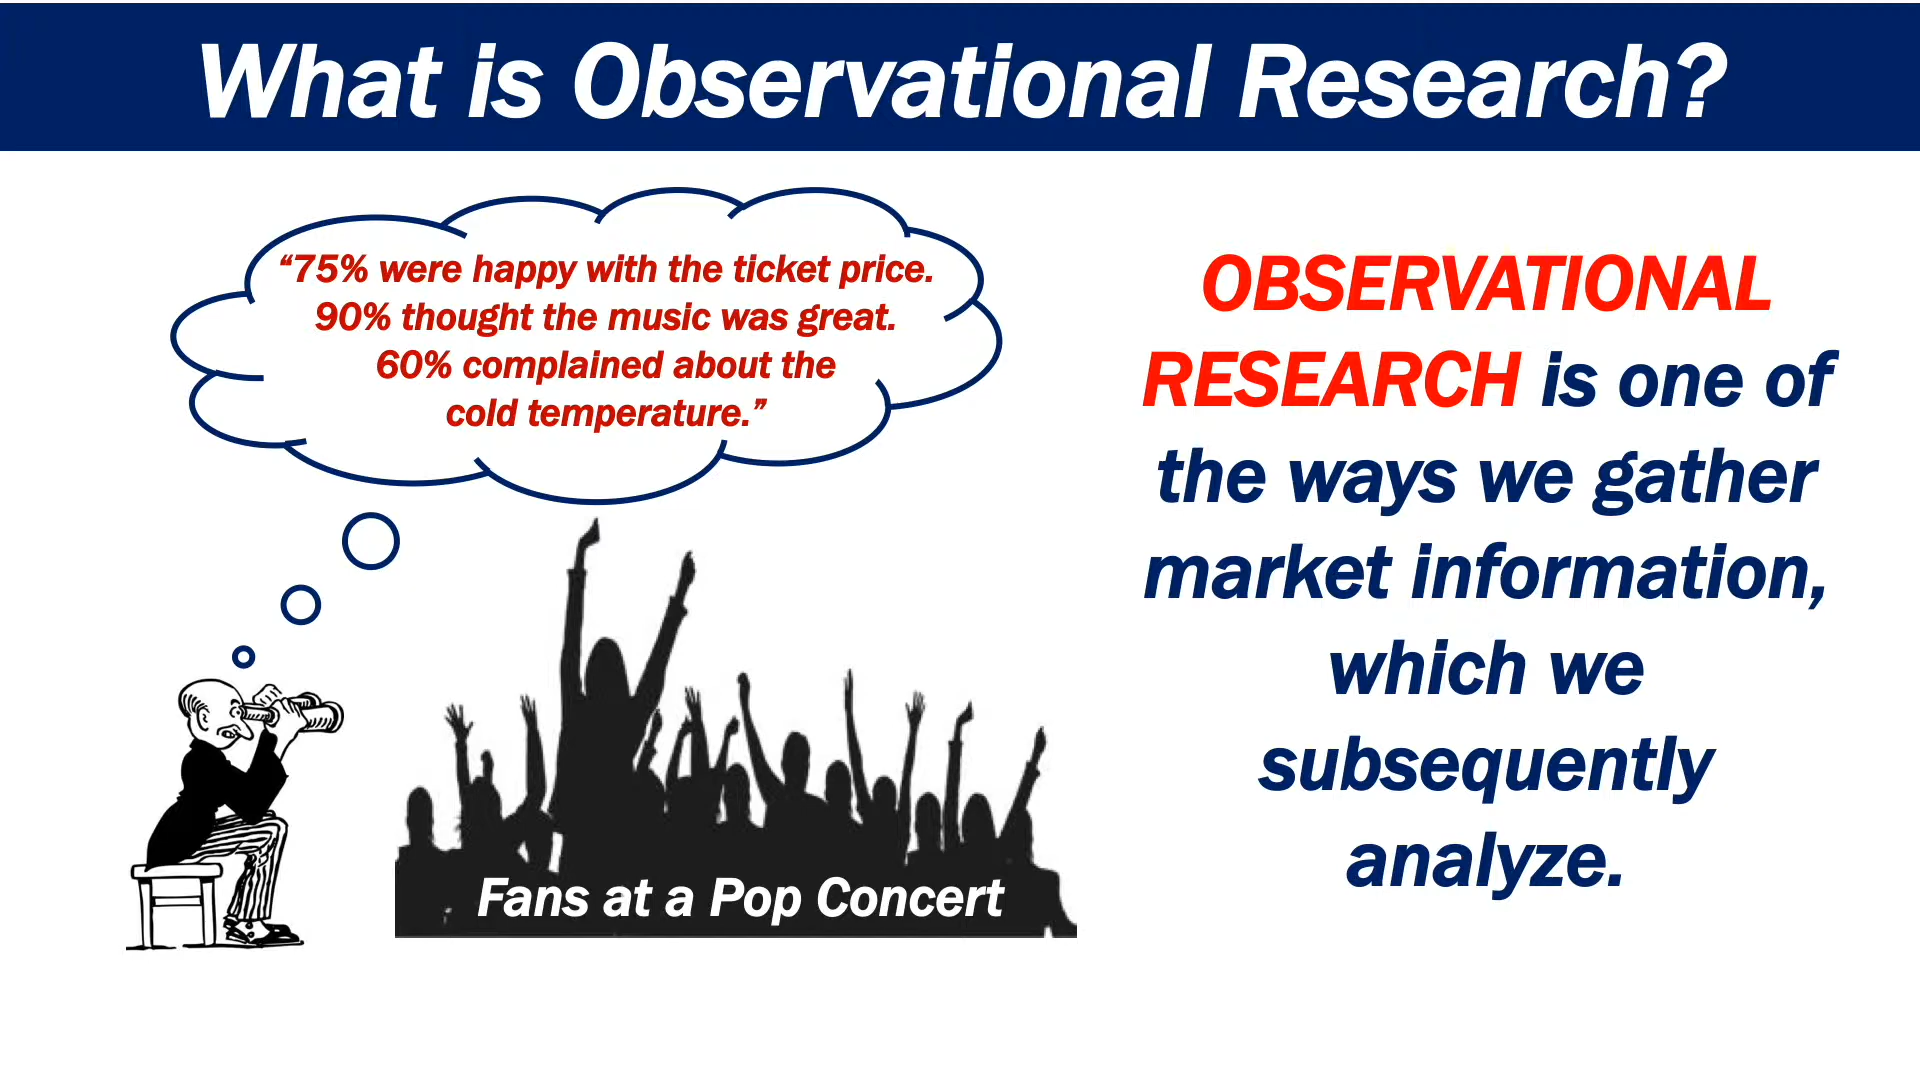 What is Observational Research?
“75% were happy with the ticket price.
90% thought the music was great.
60% complained about the
cold temperature.”
Fans at a Pop Concert
OBSERVATIONAL
RESEARCH is one of
the ways we gather
market information,
which we
subsequently
analyze.